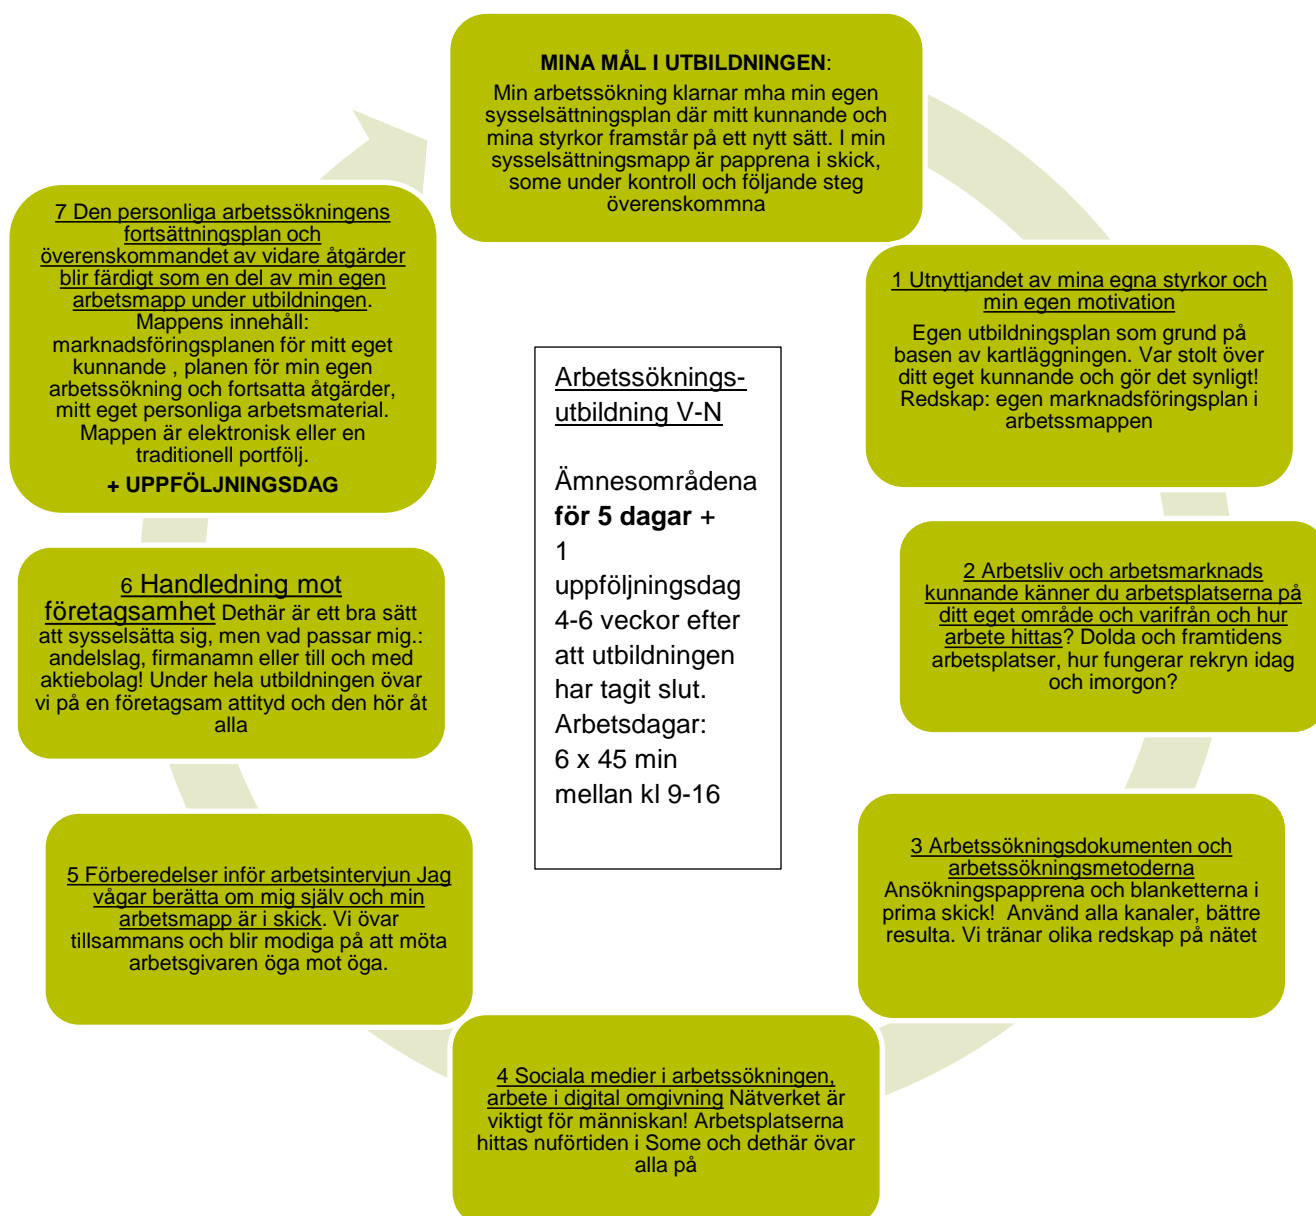 MINA MÅL I UTBILDNINGEN:
Min arbetssökning klarnar mha min egen
sysselsättningsplan där mitt kunnande och
mina styrkor framstår på ett nytt sätt. I min
sysselsättningsmapp är papprena i skick,
some under kontroll och följande steg
överenskommna
1 Utnyttjandet av mina egna styrkor och
min egen motivation
Egen utbildningsplan som grund på
basen av kartläggningen. Var stolt över
ditt eget kunnande och gör det synligt!
Redskap: egen marknadsföringsplan i
arbetssmappen
2 Arbetsliv och arbetsmarknads
kunnande känner du arbetsplatserna på
ditt eget område och varifrån och hur
arbete hittas? Dolda och framtidens
arbetsplatser, hur fungerar rekryn idag
och imorgon?
3 Arbetssökningsdokumenten och
arbetssökningsmetoderna
Ansökningspapprena och blanketterna i
prima skick!  Använd alla kanaler, bättre
resulta. Vi tränar olika redskap på nätet
4 Sociala medier i arbetssökningen,
arbete i digital omgivning Nätverket är
viktigt för människan! Arbetsplatserna
hittas nuförtiden i Some och dethär övar
alla på
5 Förberedelser inför arbetsintervjun Jag
vågar berätta om mig själv och min
arbetsmapp är i skick. Vi övar
tillsammans och blir modiga på att möta
arbetsgivaren öga mot öga.
6 Handledning mot
företagsamhet Dethär är ett bra sätt
att sysselsätta sig, men vad passar mig.:
andelslag, firmanamn eller till och med
aktiebolag! Under hela utbildningen övar
vi på en företagsam attityd och den hör åt
alla
7 Den personliga arbetssökningens
fortsättningsplan och
överenskommandet av vidare åtgärder
blir färdigt som en del av min egen
arbetsmapp under utbildningen.
Mappens innehåll:
marknadsföringsplanen för mitt eget
kunnande , planen för min egen
arbetssökning och fortsatta åtgärder,
mitt eget personliga arbetsmaterial.
Mappen är elektronisk eller en
traditionell portfölj.
+ UPPFÖLJNINGSDAG
Arbetssöknings-
utbildning V-N
Ämnesområdena
för 5 dagar +
1
uppföljningsdag
4-6 veckor efter
att utbildningen
har tagit slut.
Arbetsdagar:
6 x 45 min
mellan kl 9-16